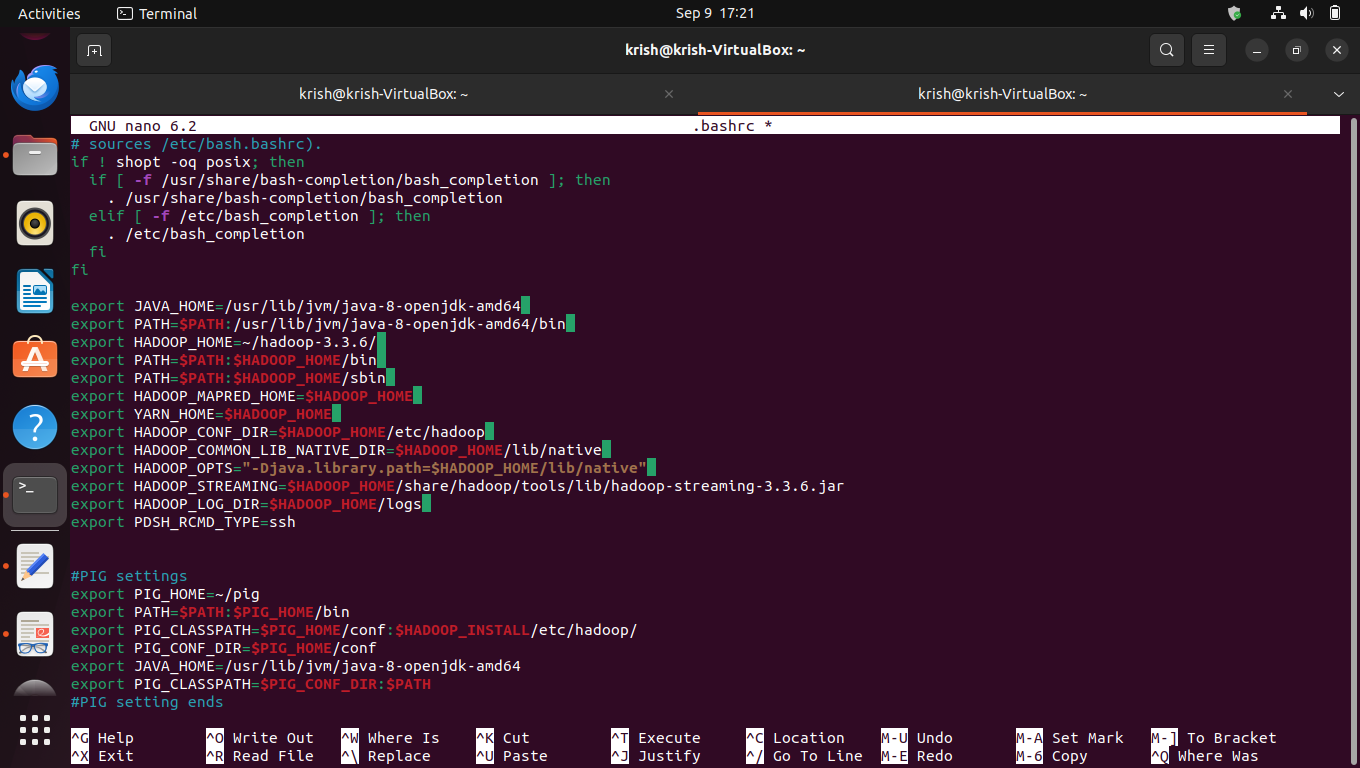 Activities Terminal Sep 9 17:21
krish@krish-VirtualBox: ~
krish@krish-VirtualBox: ~ krish@krish-VirtualBox: ~
GNU nano 6.2 .bashrc *
# sources /etc/bash.bashrc).
if ! shopt -oq posix; then
  if [ -f /usr/share/bash-completion/bash_completion ]; then
    . /usr/share/bash-completion/bash_completion
  elif [ -f /etc/bash_completion ]; then
    . /etc/bash_completion
  fi
fi
export JAVA_HOME=/usr/lib/jvm/java-8-openjdk-amd64
export PATH=$PATH:/usr/lib/jvm/java-8-openjdk-amd64/bin
export HADOOP_HOME=~/hadoop-3.3.6/
export PATH=$PATH:$HADOOP_HOME/bin
export PATH=$PATH:$HADOOP_HOME/sbin
export HADOOP_MAPRED_HOME=$HADOOP_HOME
export YARN_HOME=$HADOOP_HOME
export HADOOP_CONF_DIR=$HADOOP_HOME/etc/hadoop
export HADOOP_COMMON_LIB_NATIVE_DIR=$HADOOP_HOME/lib/native
export HADOOP_OPTS="-Djava.library.path=$HADOOP_HOME/lib/native"
export HADOOP_STREAMING=$HADOOP_HOME/share/hadoop/tools/lib/hadoop-streaming-3.3.6.jar
export HADOOP_LOG_DIR=$HADOOP_HOME/logs
export PDSH_RCMD_TYPE=ssh
#PIG settings
export PIG_HOME=~/pig
export PATH=$PATH:$PIG_HOME/bin
export PIG_CLASSPATH=$PIG_HOME/conf:$HADOOP_INSTALL/etc/hadoop/
export PIG_CONF_DIR=$PIG_HOME/conf
export JAVA_HOME=/usr/lib/jvm/java-8-openjdk-amd64
export PIG_CLASSPATH=$PIG_CONF_DIR:$PATH
#PIG setting ends
^G Help ^O Write Out ^W Where Is ^K Cut ^T Execute ^C Location M-U Undo M-A Set Mark M-] To Bracket
^X Exit ^R Read File ^\ Replace ^U Paste ^J Justify ^/ Go To Line M-E Redo M-6 Copy ^Q Where Was